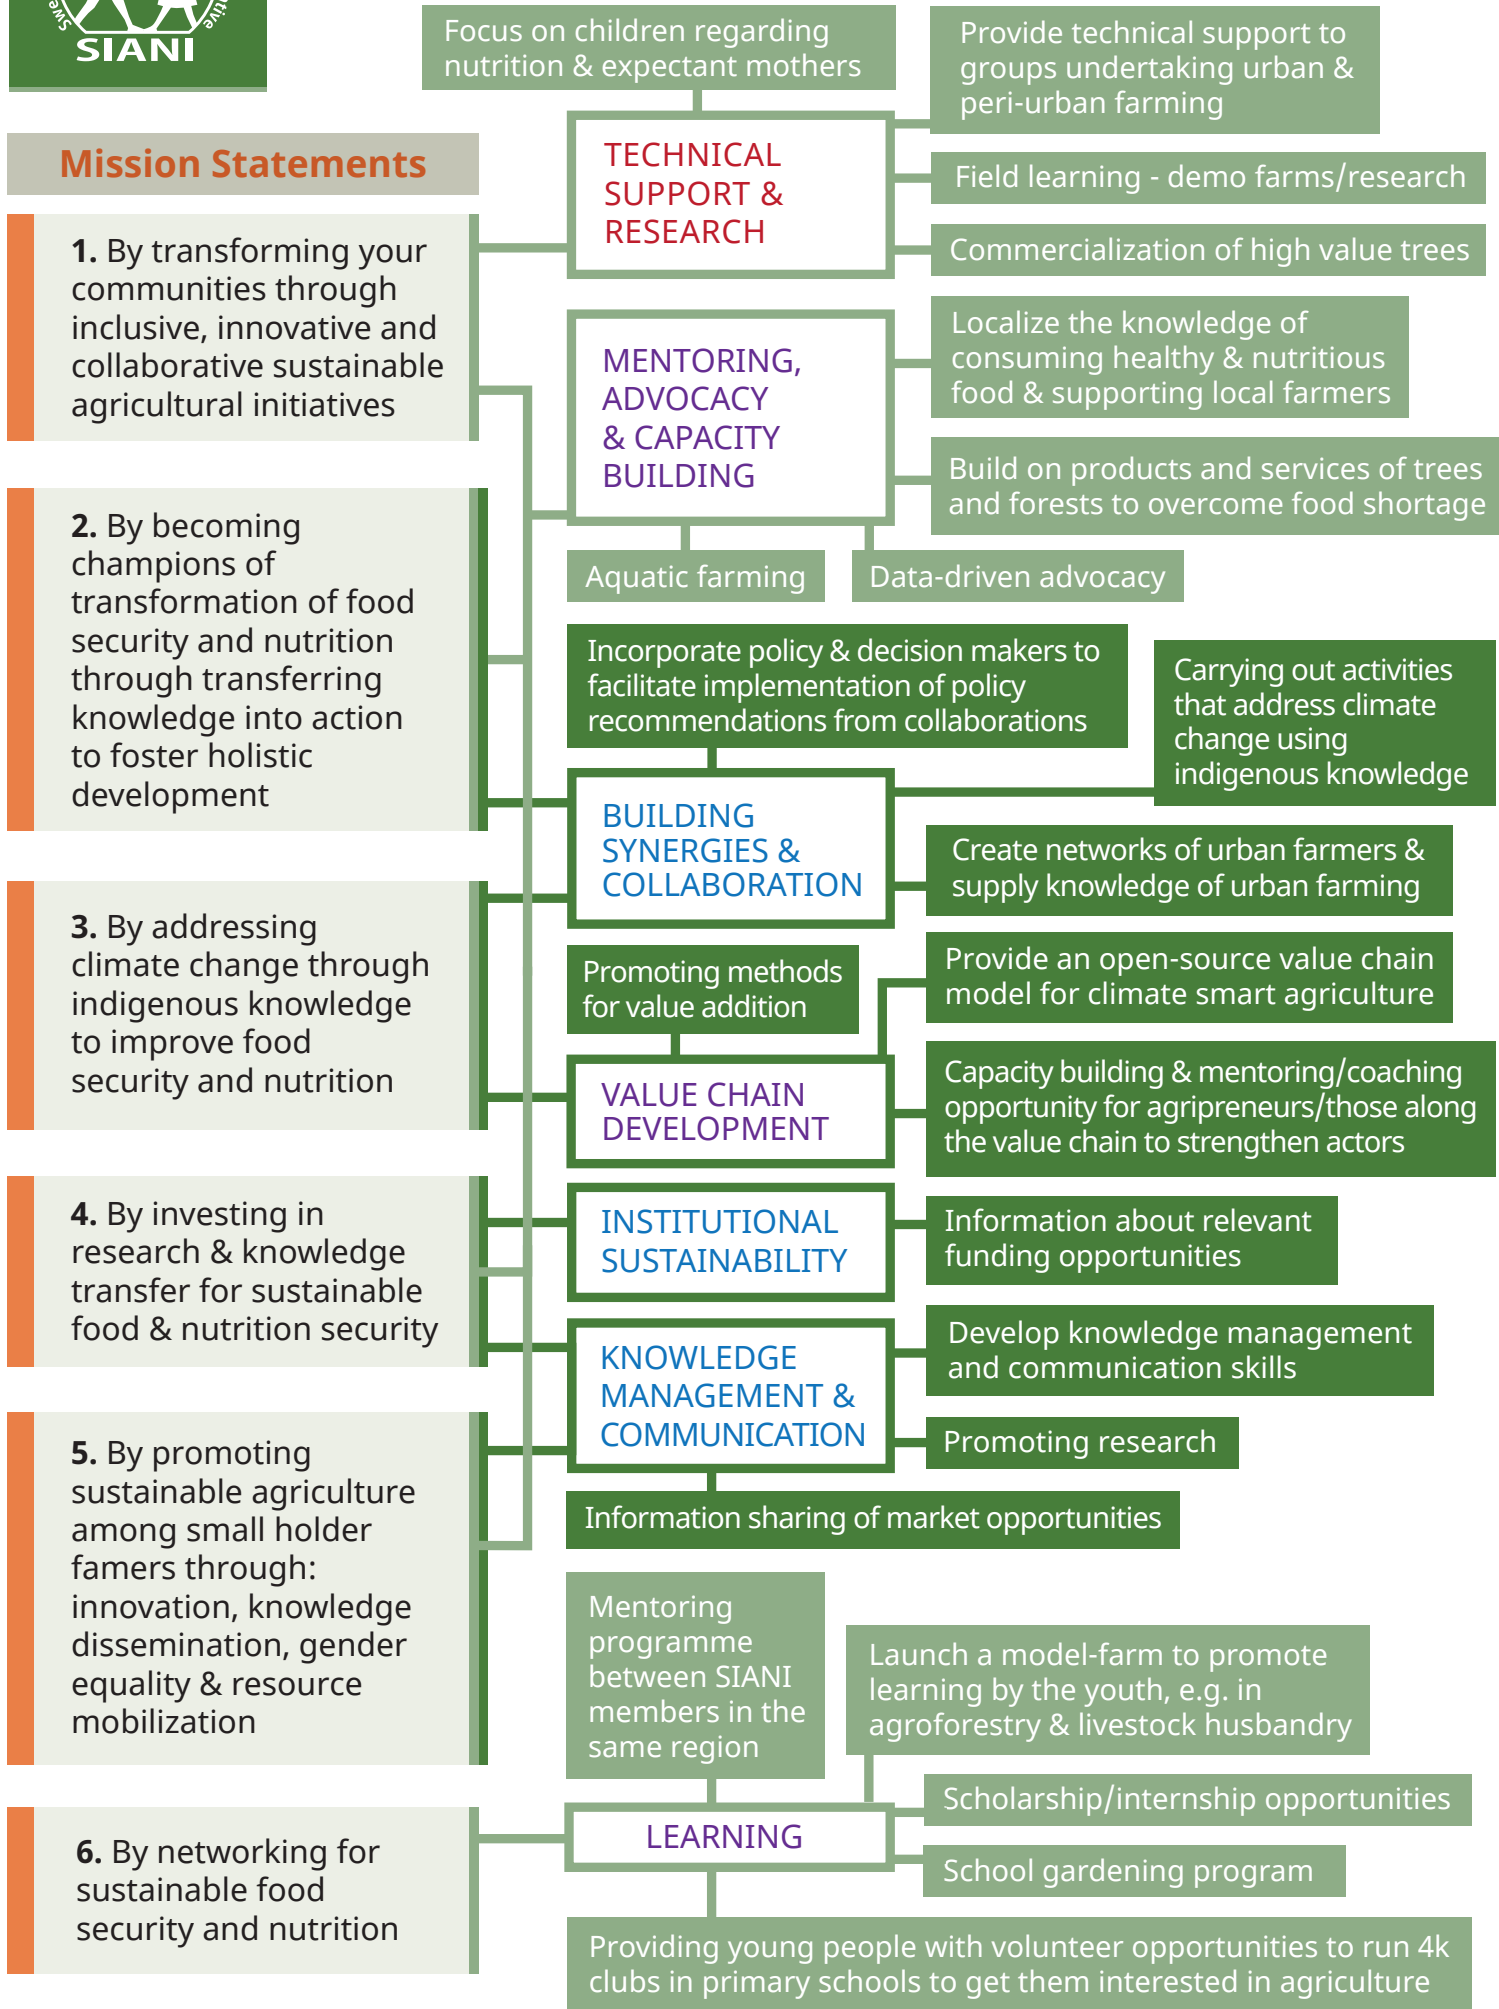 Swe
ative
SIANI
Mission Statements
1. By transforming your
communities through
inclusive, innovative and
collaborative sustainable
agricultural initiatives
2. By becoming
champions of
transformation of food
security and nutrition
through transferring
knowledge into action
to foster holistic
development
3. By addressing
climate change through
indigenous knowledge
to improve food
security and nutrition
4. By investing in
research & knowledge
transfer for sustainable
food & nutrition security
5. By promoting
sustainable agriculture
among small holder
famers through:
innovation, knowledge
dissemination, gender
equality & resource
mobilization
6. By networking for
sustainable food
security and nutrition
Focus on children regarding
nutrition & expectant mothers
Provide technical support to
groups undertaking urban &
peri-urban farming
TECHNICAL
SUPPORT &
RESEARCH
Field learning - demo farms/research
Commercialization of high value trees
MENTORING,
ADVOCACY
& CAPACITY
BUILDING
Localize the knowledge of
consuming healthy & nutritious
food & supporting local farmers
Build on products and services of trees
and forests to overcome food shortage
Aquatic farming
Data-driven advocacy
Incorporate policy & decision makers to
facilitate implementation of policy
recommendations from collaborations
Carrying out activities
that address climate
change using
indigenous knowledge
BUILDING
SYNERGIES &
COLLABORATION
Create networks of urban farmers &
supply knowledge of urban farming
Promoting methods
for value addition
Provide an open-source value chain
model for climate smart agriculture
VALUE CHAIN
DEVELOPMENT
Capacity building & mentoring/coaching
opportunity for agripreneurs/those along
the value chain to strengthen actors
INSTITUTIONAL
SUSTAINABILITY
Information about relevant
funding opportunities
KNOWLEDGE
MANAGEMENT &
COMMUNICATION
Develop knowledge management
and communication skills
Promoting research
Information sharing of market opportunities
Mentoring
programme
between SIANI
members in the
same region
Launch a model-farm to promote
learning by the youth, e.g. in
agroforestry & livestock husbandry
LEARNING
Scholarship/internship opportunities
School gardening program
Providing young people with volunteer opportunities to run 4k
clubs in primary schools to get them interested in agriculture